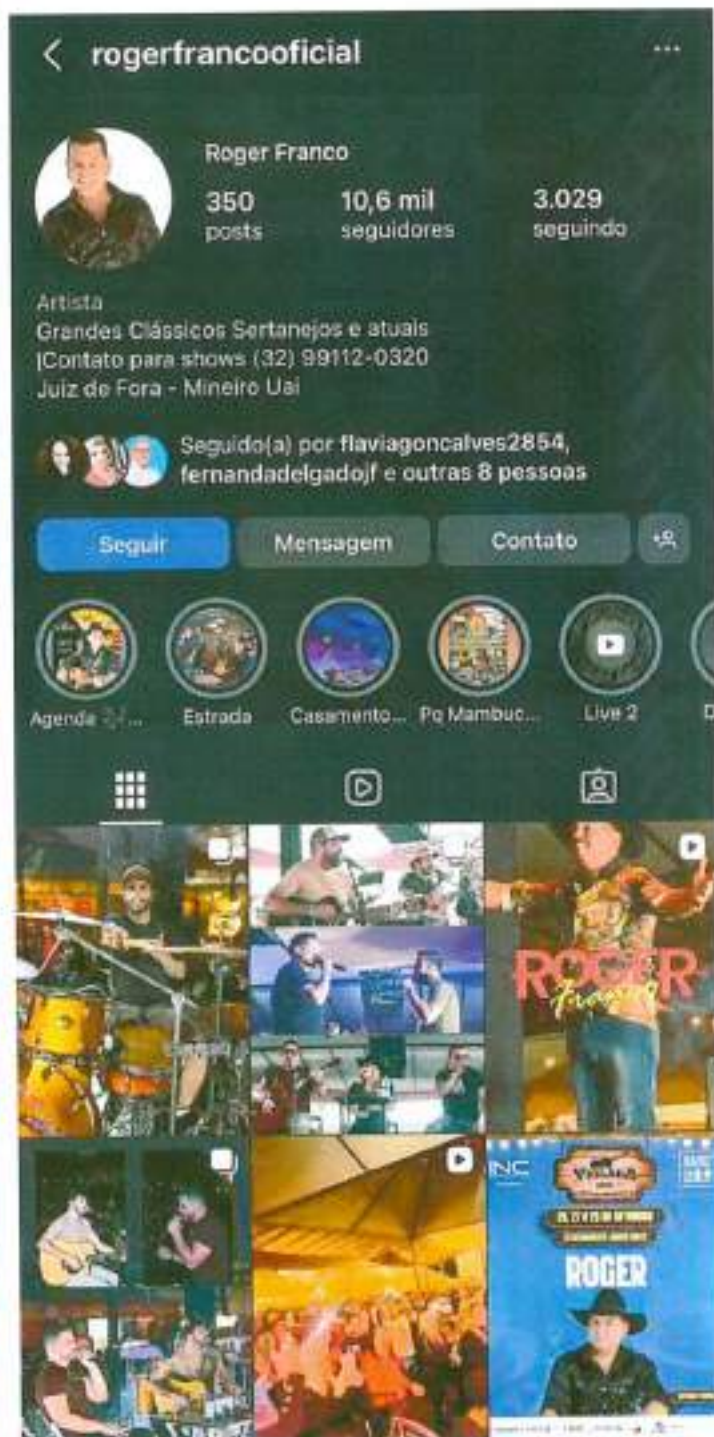 rogerfrancooficial
Roger Franco
350
posts
10,6 mil
seguidores
3.029
seguindo
Artista
Grandes Clássicos Sertanejos e atuais
|Contato para shows (32) 99112-0320
Juiz de Fora - Mineiro Uai
Seguido(a) por flaviagoncalves2854,
fernandadelgadojf e outras 8 pessoas
Seguir
Mensagem
Contato
Agenda ...
Estrada
Casamento...
Pq Mambuc...
Live 2
D
ROGER
Franco
ROGER